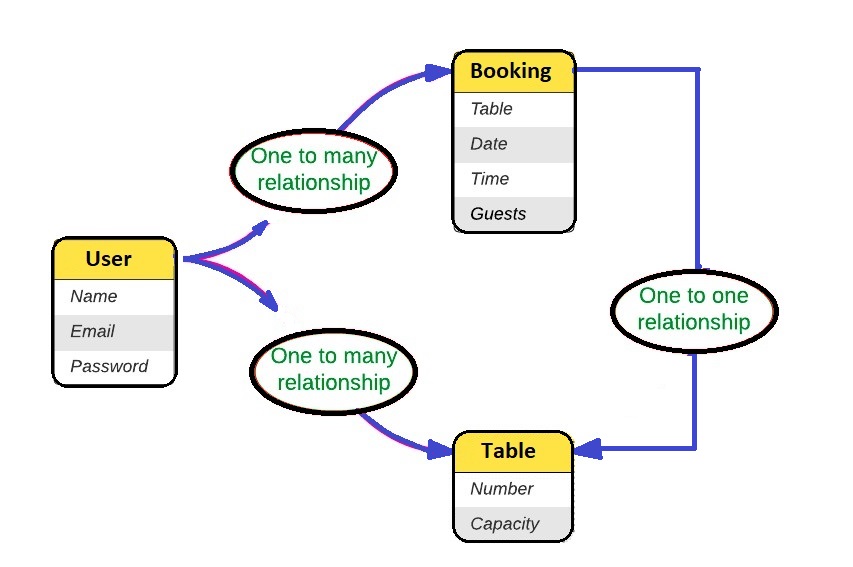 Booking
Table
Date
Time
Guests
One to many
relationship
User
Name
Email
Password
One to one
relationship
One to many
relationship
Table
Number
Capacity